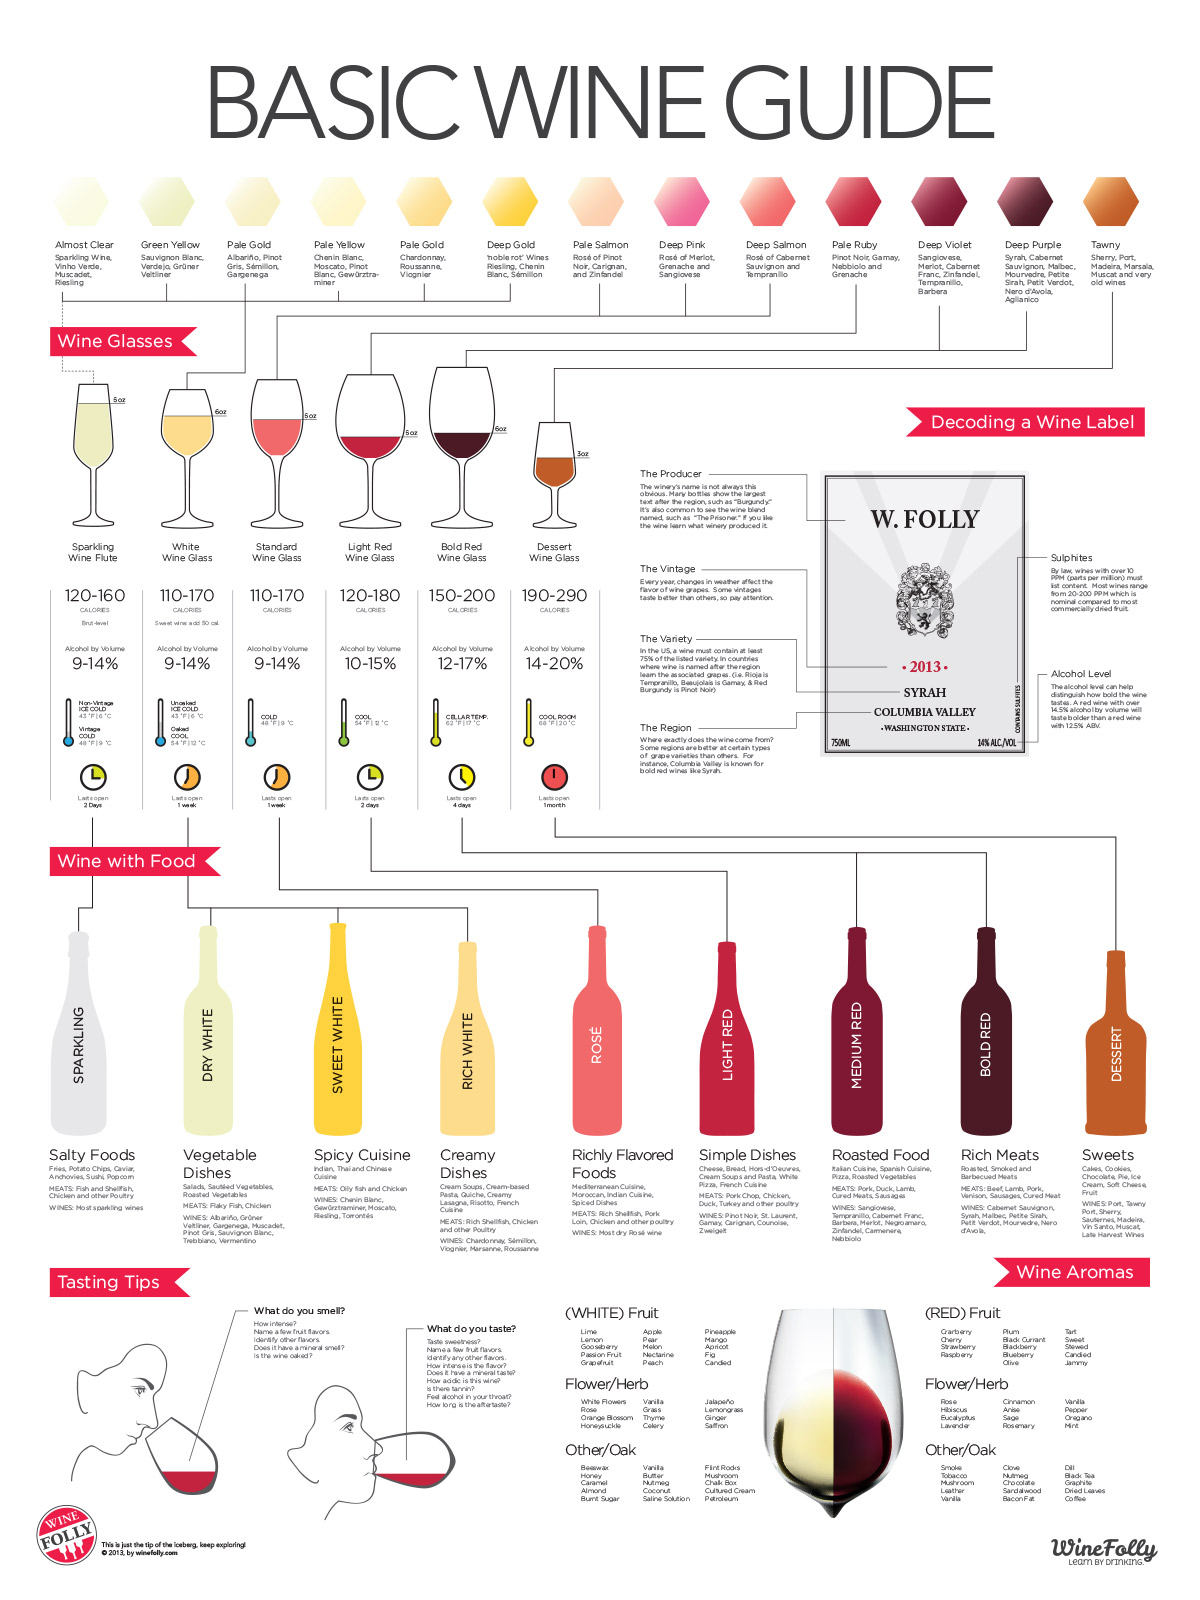 BASIC WINE GUIDE
Almost Clear
Sparkling Wine,
Vinho Verde,
Muscadet,
Riesling
Green Yellow
Sauvignon Blanc,
Verdejo, Grüner
Veltliner
Pale Gold
Albariño, Pinot
Gris, Sémillon,
Garganega
Pale Yellow
Chenin Blanc,
Moscato, Pinot
Blanc, Gewürztra-
miner
Pale Gold
Chardonnay,
Roussanne,
Viognier
Deep Gold
'noble rot' Wines
Riesling, Chenin
Blanc, Sémillon
Pale Salmon
Rosé of Pinot
Noir, Carignan,
and Zinfandel
Deep Pink
Rosé of Merlot,
Grenache and
Sangiovese
Deep Salmon
Rosé of Cabernet
Sauvignon and
Tempranillo
Pale Ruby
Pinot Noir, Gamay,
Nebbiolo and
Grenache
Deep Violet
Sangiovese,
Merlot, Cabernet
Franc, Zinfandel,
Tempranillo,
Barbera
Deep Purple
Syrah, Cabernet
Sauvignon, Malbec,
Mourvedre, Petite
Sirah, Petit Verdot,
Nero d'Avola,
Aglianico
Tawny
Sherry, Port,
Madeira, Marsala,
Muscat and very
old wines
Wine Glasses
5oz
6oz
6oz
6oz
6oz
3oz
Sparkling
Wine Flute
White
Wine Glass
Standard
Wine Glass
Light Red
Wine Glass
Bold Red
Wine Glass
Dessert
Wine Glass
120-160
CALORIES
Brut-level
110-170
CALORIES
Sweet wins add 50 cal
110-170
CALORIES
120-180
CALORIES
150-200
CALORIES
190-290
CALORIES
Alcohol by Volume
9-14%
Alcohol by Volume
9-14%
Alcohol by Volume
9-14%
Alcohol by Volume
10-15%
Alcohol by Volume
12-17%
Alcohol by Volume
14-20%
Non-Vintage
ICE COLD
43 °F | 6 °C
Vintage
COLD
48 °F | 9 °C
Unoaked
ICE COLD
43 °F | 6 °C
Oaked
COOL
54 °F | 12 °C
COLD
48 °F | 9 °C
COOL
54 °F | 12 °C
CELLAR TEMP.
62 °F | 17 °C
COOL ROOM
68 °F | 20 °C
Lasts open
2 Days
Lasts open
1 week
Lasts open
1 week
Lasts open
2 days
Lasts open
4 days
Lasts open
1 month
Decoding a Wine Label
The Producer
The winery's name is not always this
obvious. Many bottles show the largest
text after the region, such as "Burgundy."
It's also common to see the wine blend
named, such as "The Prisoner." If you like
the wine learn what winery produced it.
The Vintage
Every year, changes in weather affect the
flavor of wine grapes. Some vintages
taste better than others, so pay attention.
The Variety
In the US, a wine must contain at least
75% of the listed variety. In countries
where wine is named after the region
learn the associated grapes. (i.e. Rioja is
Tempranillo, Beaujolais is Gamay, & Red
Burgundy is Pinot Noir)
The Region
Where exactly does the wine come from?
Some regions are better at certain types
of grape varieties than others. For
instance, Columbia Valley is known for
bold red wines like Syrah.
W. FOLLY
• 2013 •
SYRAH
COLUMBIA VALLEY
• WASHINGTON STATE •
750ML
14% ALC./VOL
CONTAINS SULFITES
Sulphites
By law, wines with over 10
PPM (parts per million) must
list content. Most wines range
from 20-200 PPM which is
nominal compared to most
commercially dried fruit.
Alcohol Level
The alcohol level can help
distinguish how bold the wine
tastes. A red wine with over
14.5% alcohol by volume will
taste bolder than a red wine
with 12.5% ABV.
Wine with Food
SPARKLING
DRY WHITE
SWEET WHITE
RICH WHITE
ROSÉ
LIGHT RED
MEDIUM RED
BOLD RED
DESSERT
Salty Foods
Fries, Potato Chips, Caviar,
Anchovies, Sushi, Popcorn
MEATS: Fish and Shellfish,
Chicken and other Poultry
WINES: Most sparkling wines
Vegetable
Dishes
Salads, Sautéed Vegetables,
Roasted Vegetables
MEATS: Flaky Fish, Chicken
WINES: Albariño, Grüner
Veltliner, Garganega, Muscadet,
Pinot Gris, Sauvignon Blanc,
Trebbiano, Vermentino
Spicy Cuisine
Indian, Thai and Chinese
Cuisine
MEATS: Oily fish and Chicken
WINES: Chenin Blanc,
Gewürztraminer, Moscato,
Riesling, Torrontés
Creamy
Dishes
Cream Soups, Cream-based
Pasta, Quiche, Creamy
Lasagna, Risotto, French
Cuisine
MEATS: Rich Shellfish, Chicken
and other Poultry
WINES: Chardonnay, Sémillon,
Viognier, Marsanne, Roussanne
Richly Flavored
Foods
Mediterranean Cuisine,
Moroccan, Indian Cuisine,
Spiced Dishes
MEATS: Rich Shellfish, Pork
Loin, Chicken and other poultry
WINES: Most dry Rosé wine
Simple Dishes
Cheese, Bread, Hors-d'Oeuvres,
Cream Soups and Pasta, White
Pizza, French Cuisine
MEATS: Pork Chop, Chicken,
Duck, Turkey and other poultry
WINES: Pinot Noir, St. Laurent,
Gamay, Carignan, Counoise,
Zweigelt
Roasted Food
Italian Cuisine, Spanish Cuisine,
Pizza, Roasted Vegetables
MEATS: Pork, Duck, Lamb,
Cured Meats, Sausages
WINES: Sangiovese,
Tempranillo, Cabernet Franc,
Barbera, Merlot, Negroamaro,
Zinfandel, Carmenere,
Nebbiolo
Rich Meats
Roasted, Smoked and
Barbecued Meats
MEATS: Beef, Lamb, Pork,
Venison, Sausages, Cured Meat
WINES: Cabernet Sauvignon,
Syrah, Malbec, Petite Sirah,
Petit Verdot, Mourvedre, Nero
d'Avola,
Sweets
Cakes, Cookies,
Chocolate, Pie, Ice
Cream, Soft Cheese,
Fruit
WINES: Port, Tawny
Port, Sherry,
Sauternes, Madeira,
Vin Santo, Muscat,
Late Harvest Wines
Tasting Tips
What do you smell?
How intense?
Name a few fruit flavors.
Identify other flavors.
Does it have a mineral smell?
Is the wine oaked?
What do you taste?
Taste sweetness?
Name a few fruit flavors.
Identify any other flavors.
How intense is the flavor?
Does it have a mineral taste?
How acidic is this wine?
Is there tannin?
Feel alcohol in your throat?
How long is the aftertaste?
Wine Aromas
(WHITE) Fruit
Lime
Lemon
Gooseberry
Passion Fruit
Grapefruit
Apple
Pear
Melon
Nectarine
Peach
Pineapple
Mango
Apricot
Fig
Candied
Flower/Herb
White Flowers
Rose
Orange Blossom
Honeysuckle
Vanilla
Grass
Thyme
Celery
Jalapeño
Lemongrass
Ginger
Saffron
Other/Oak
Beeswax
Honey
Caramel
Almond
Burnt Sugar
Vanilla
Butter
Nutmeg
Coconut
Saline Solution
Flint Rocks
Mushroom
Chalk Box
Cultured Cream
Petroleum
(RED) Fruit
Cranberry
Cherry
Strawberry
Raspberry
Plum
Black Currant
Blackberry
Blueberry
Olive
Tart
Sweet
Stewed
Candied
Jammy
Flower/Herb
Rose
Hibiscus
Eucalyptus
Lavender
Cinnamon
Anise
Sage
Rosemary
Vanilla
Pepper
Oregano
Mint
Other/Oak
Smoke
Tobacco
Mushroom
Leather
Vanilla
Clove
Nutmeg
Chocolate
Sandalwood
Bacon Fat
Dill
Black Tea
Graphite
Dried Leaves
Coffee
WINE
FOLLY
This is just the tip of the iceberg, keep exploring!
© 2013, by winefolly.com
WineFolly
Learn by Drinking.